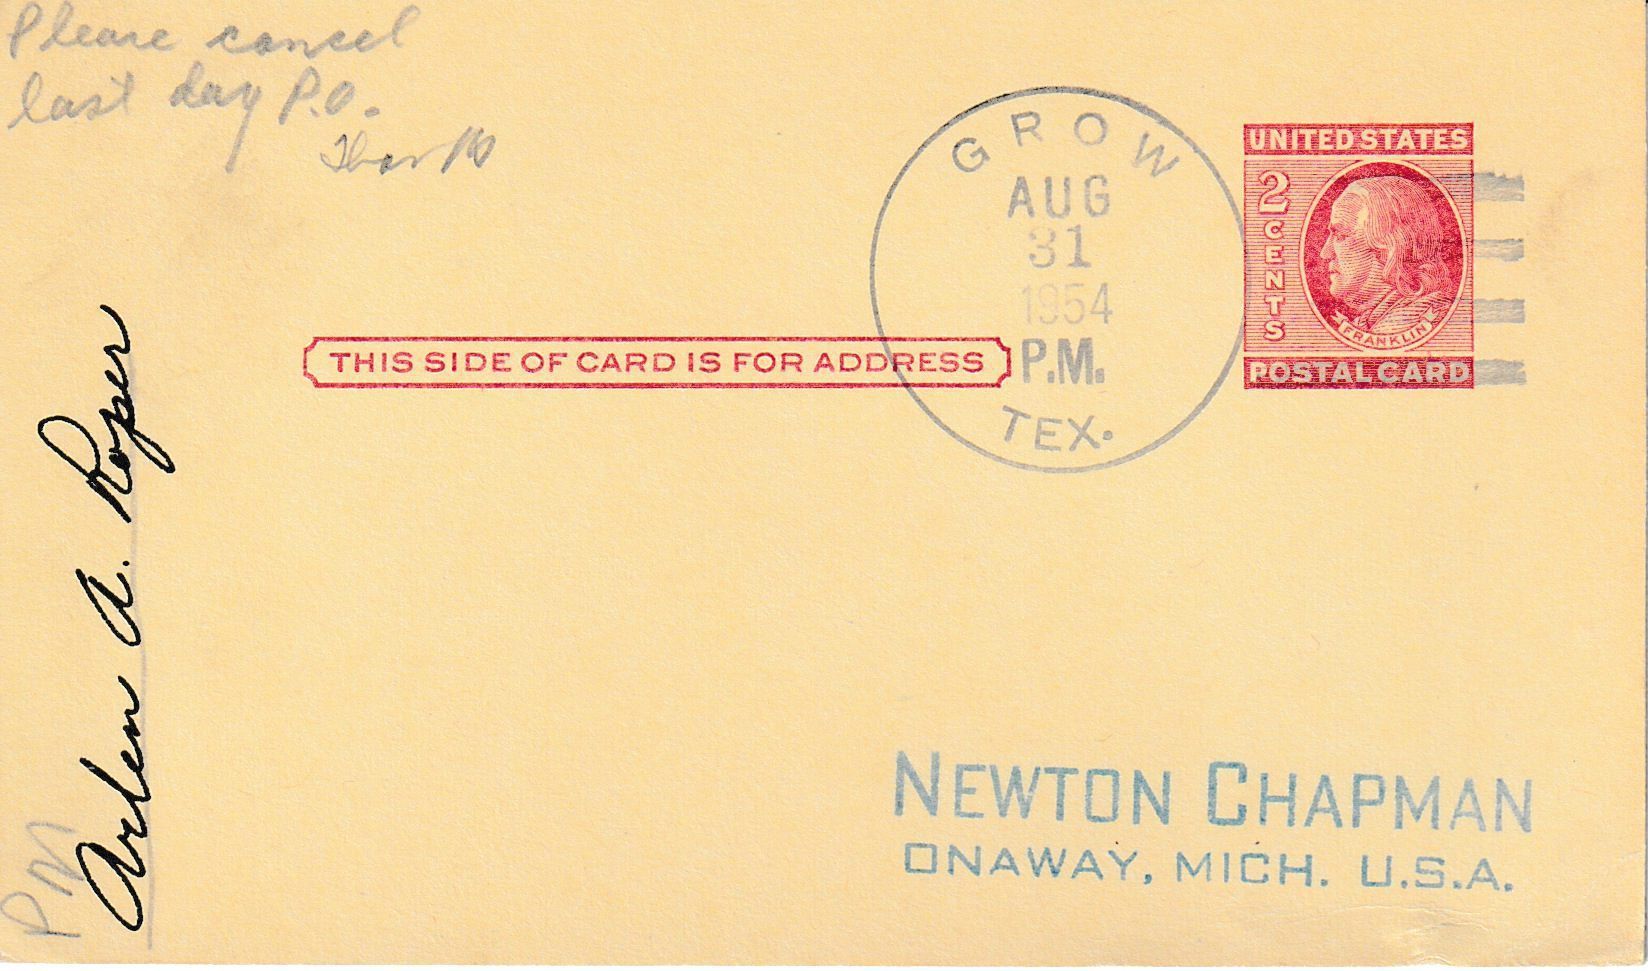 Please cancel
last day P.O.
Thanks
GROW
AUG
31
1954
P.M.
TEX.
UNITED STATES
2 CENTS
FRANKLIN
POSTAL CARD
THIS SIDE OF CARD IS FOR ADDRESS
PM
Arlen A. Roper
NEWTON CHAPMAN
ONAWAY, MICH. U.S.A.